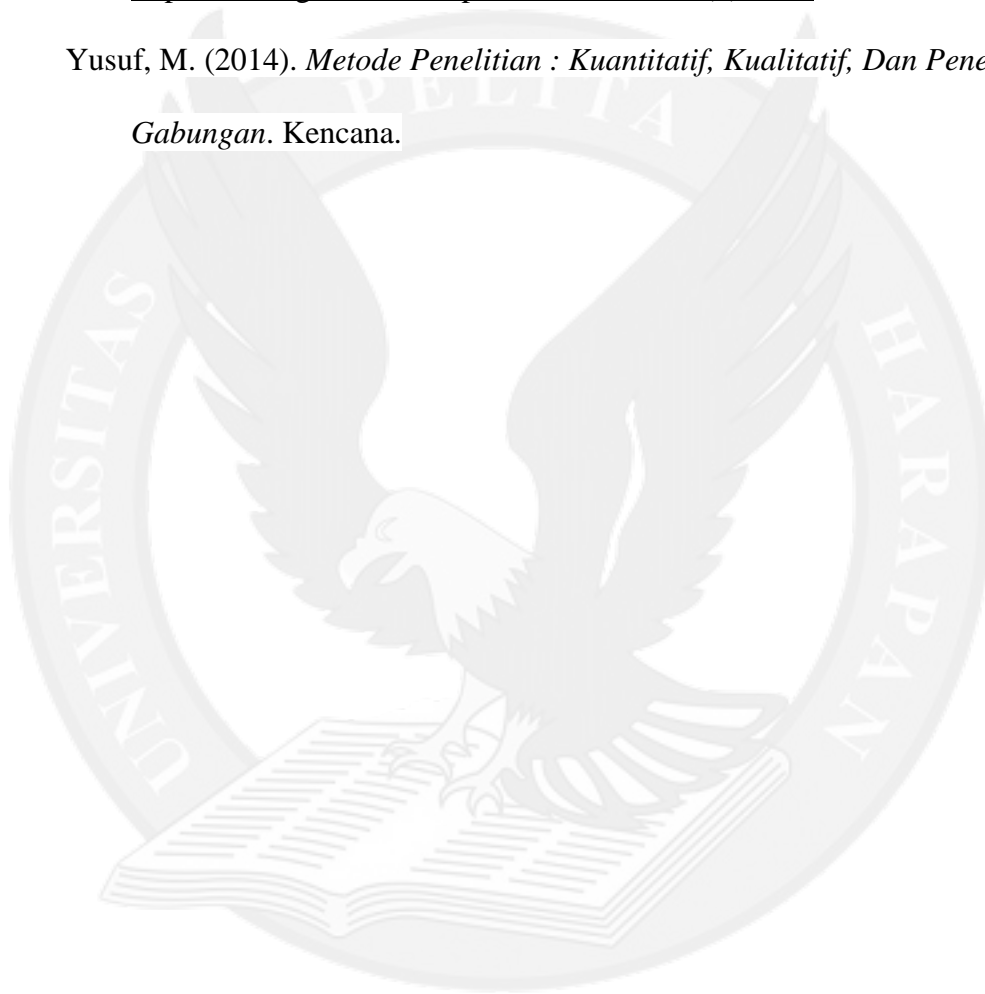 Yusuf, M. (2014). Metode Penelitian : Kuantitatif, Kualitatif, Dan Pene
Gabungan. Kencana.
UNIVERSITAS PELITA HARAPAN